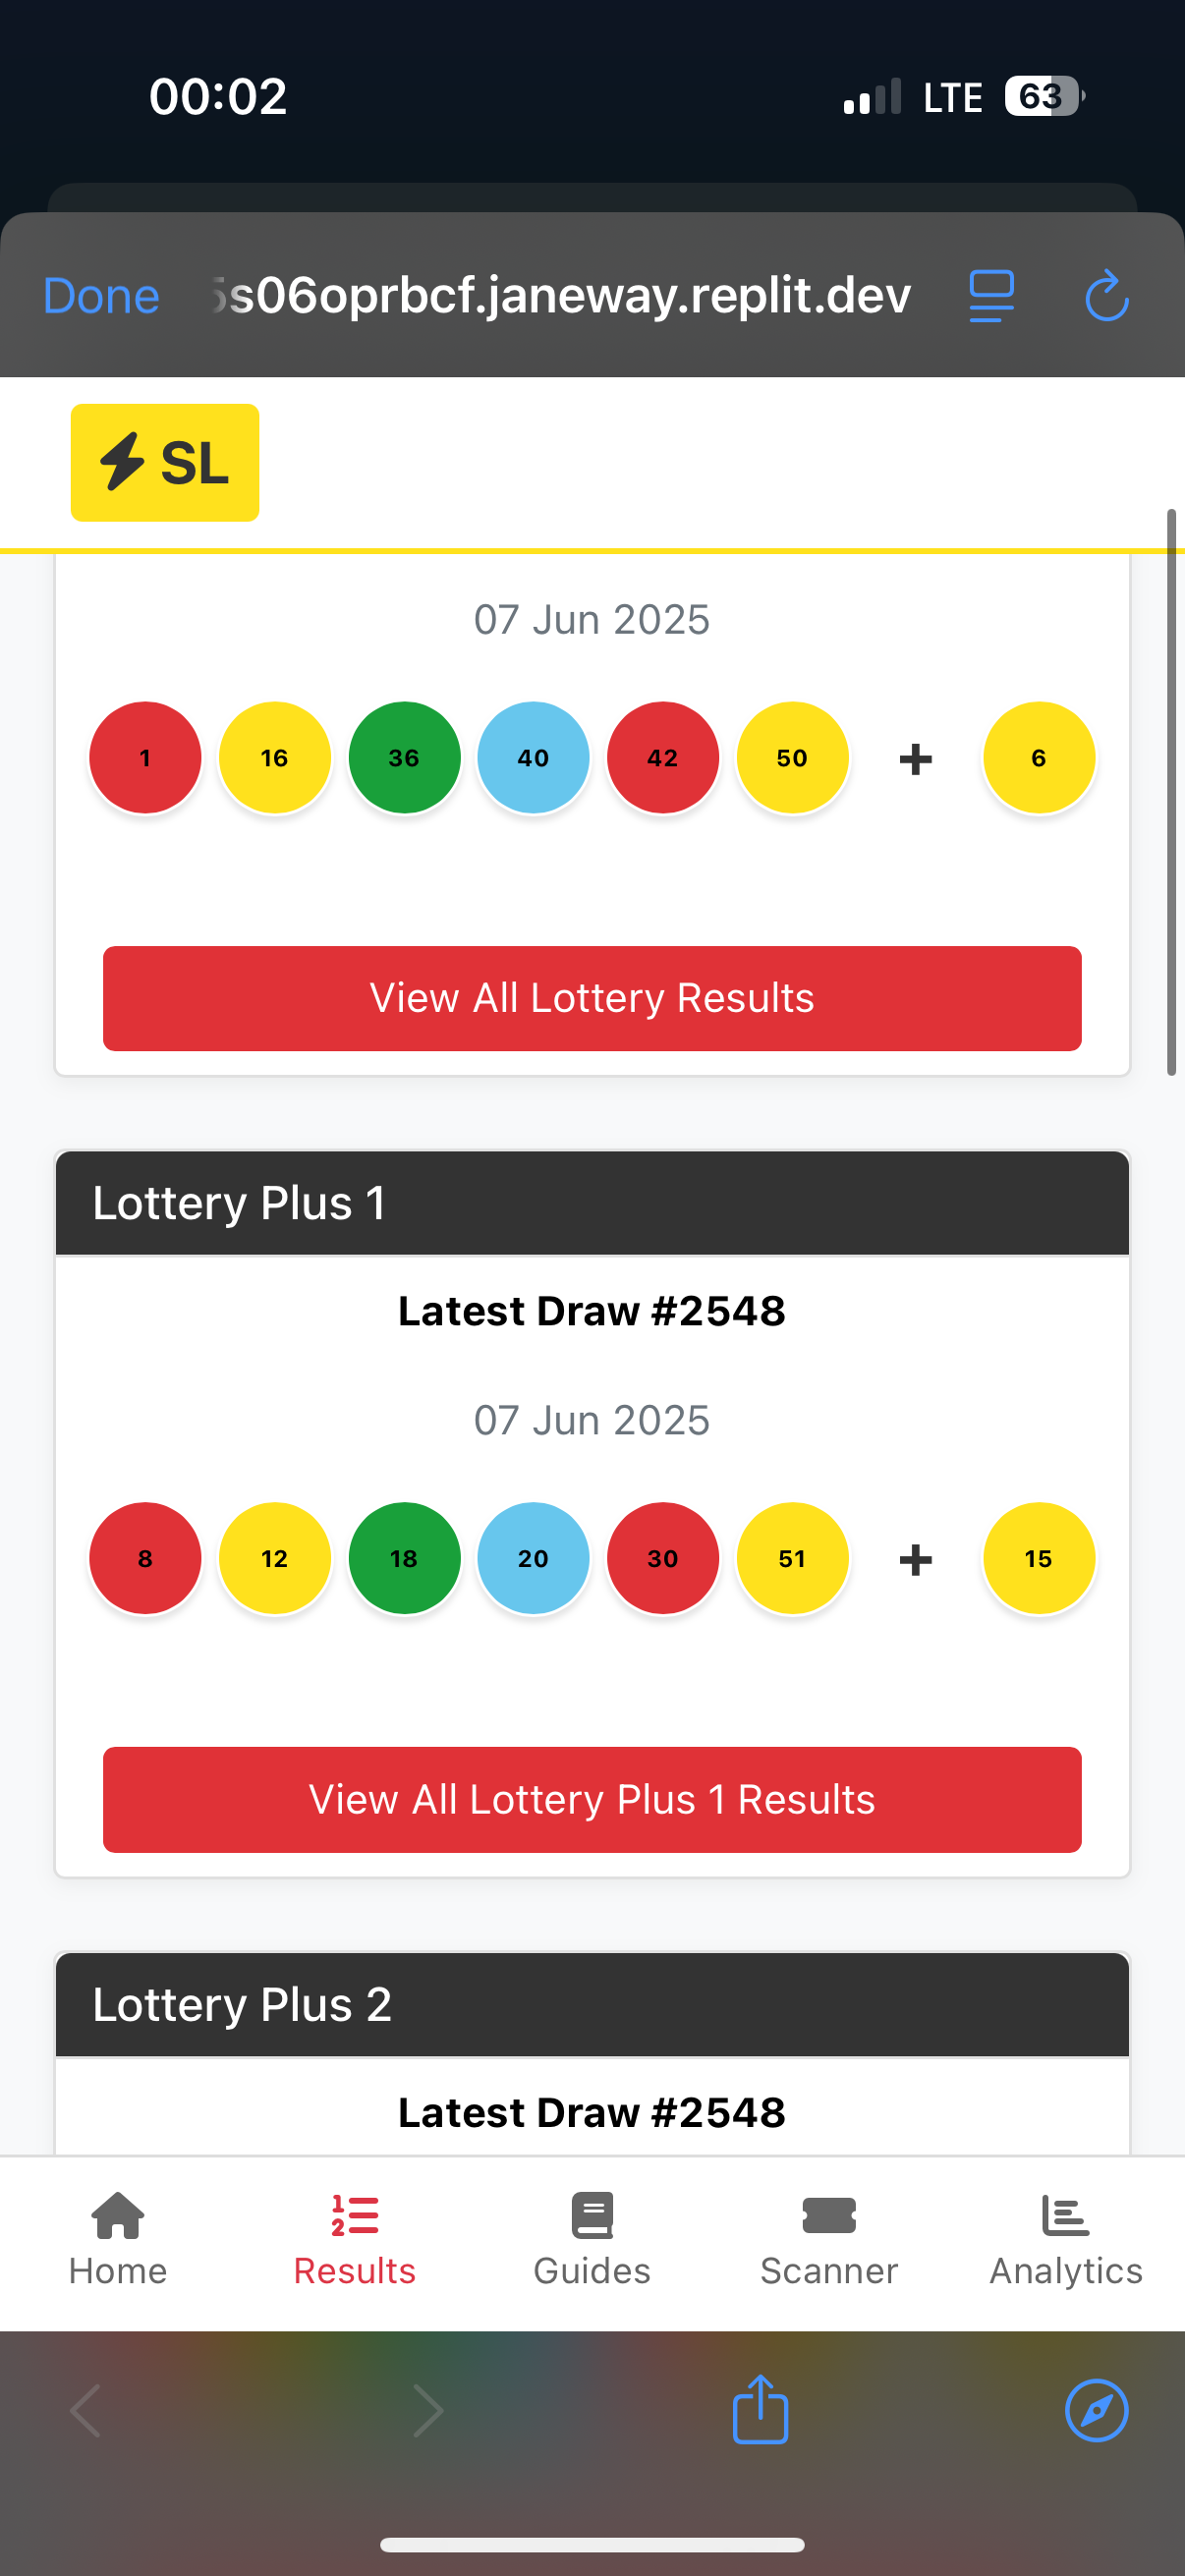 00:02 LTE 63
Done 5s06oprbcf.janeway.replit.dev
SL
07 Jun 2025
1 16 36 40 42 50 + 6
View All Lottery Results
Lottery Plus 1
Latest Draw #2548
07 Jun 2025
8 12 18 20 30 51 + 15
View All Lottery Plus 1 Results
Lottery Plus 2
Latest Draw #2548
Home Results Guides Scanner Analytics